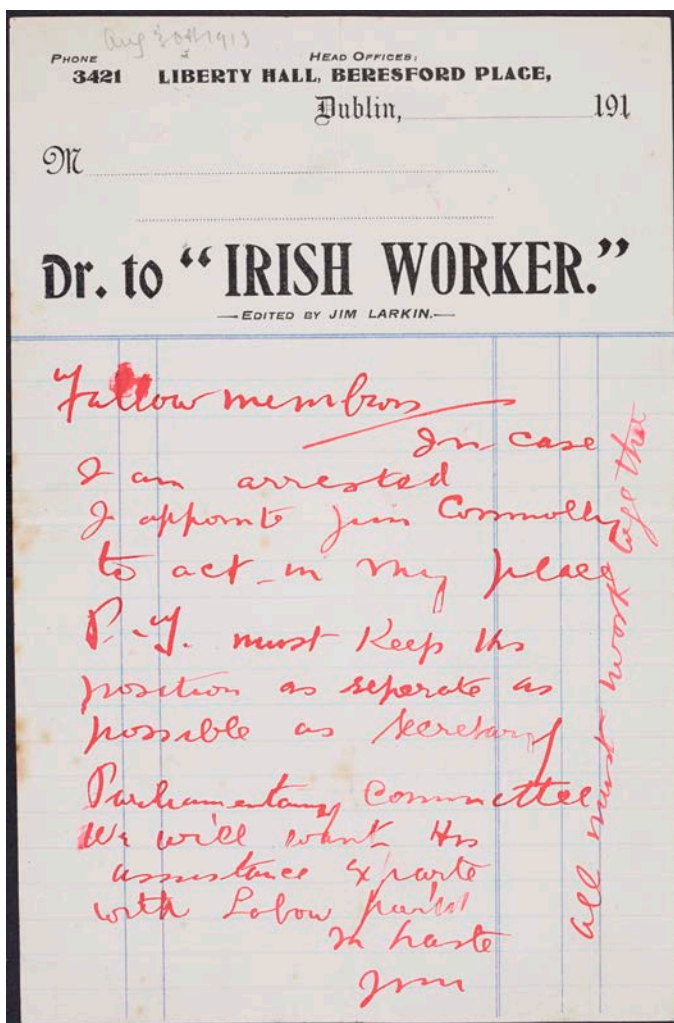 Aug 30th 1913
PHONE
3421
HEAD OFFICES:
LIBERTY HALL, BERESFORD PLACE,
Dublin, 191
M
Dr. to “IRISH WORKER.”
—EDITED BY JIM LARKIN.—
Fellow members
In case
I am arrested
I appointe Jim Connolly
to act in my place
P.T. must keep his
position as seperate as
possible as Secretary
Parliamentary Committee
We will want his
assistance
with Labour
In haste
Jim
all must work together